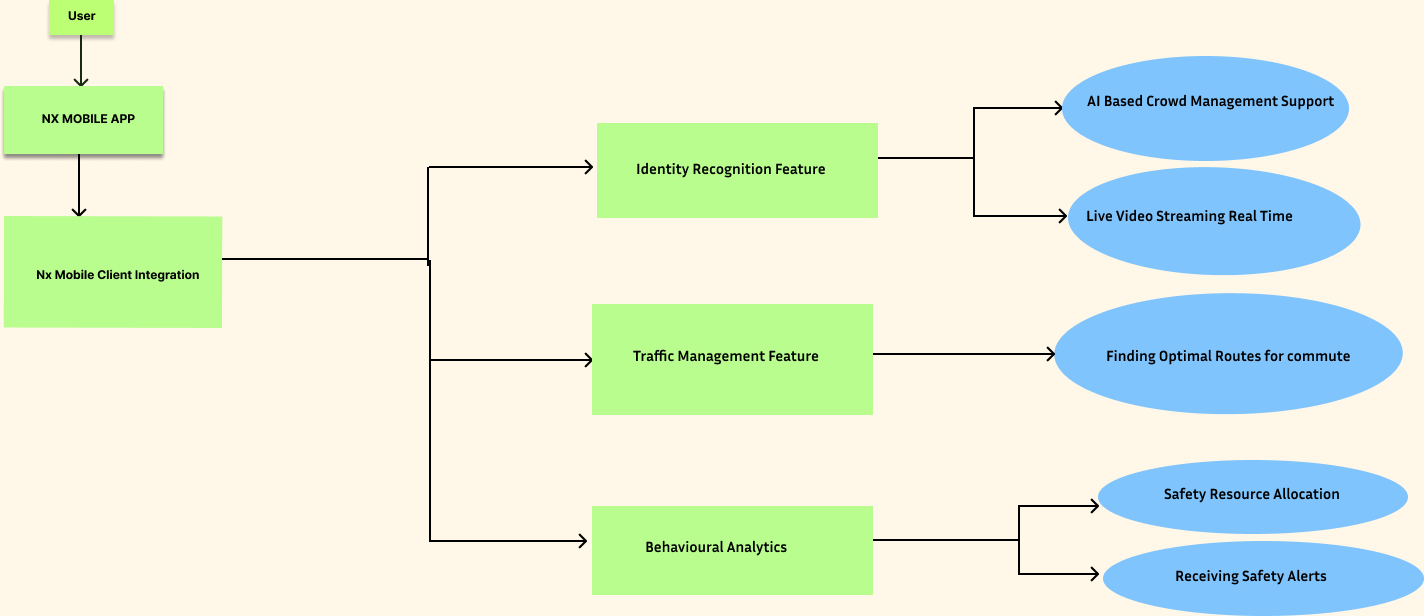 User
NX MOBILE APP
Nx Mobile Client Integration
Identity Recognition Feature
AI Based Crowd Management Support
Live Video Streaming Real Time
Traffic Management Feature
Finding Optimal Routes for commute
Behavioural Analytics
Safety Resource Allocation
Receiving Safety Alerts